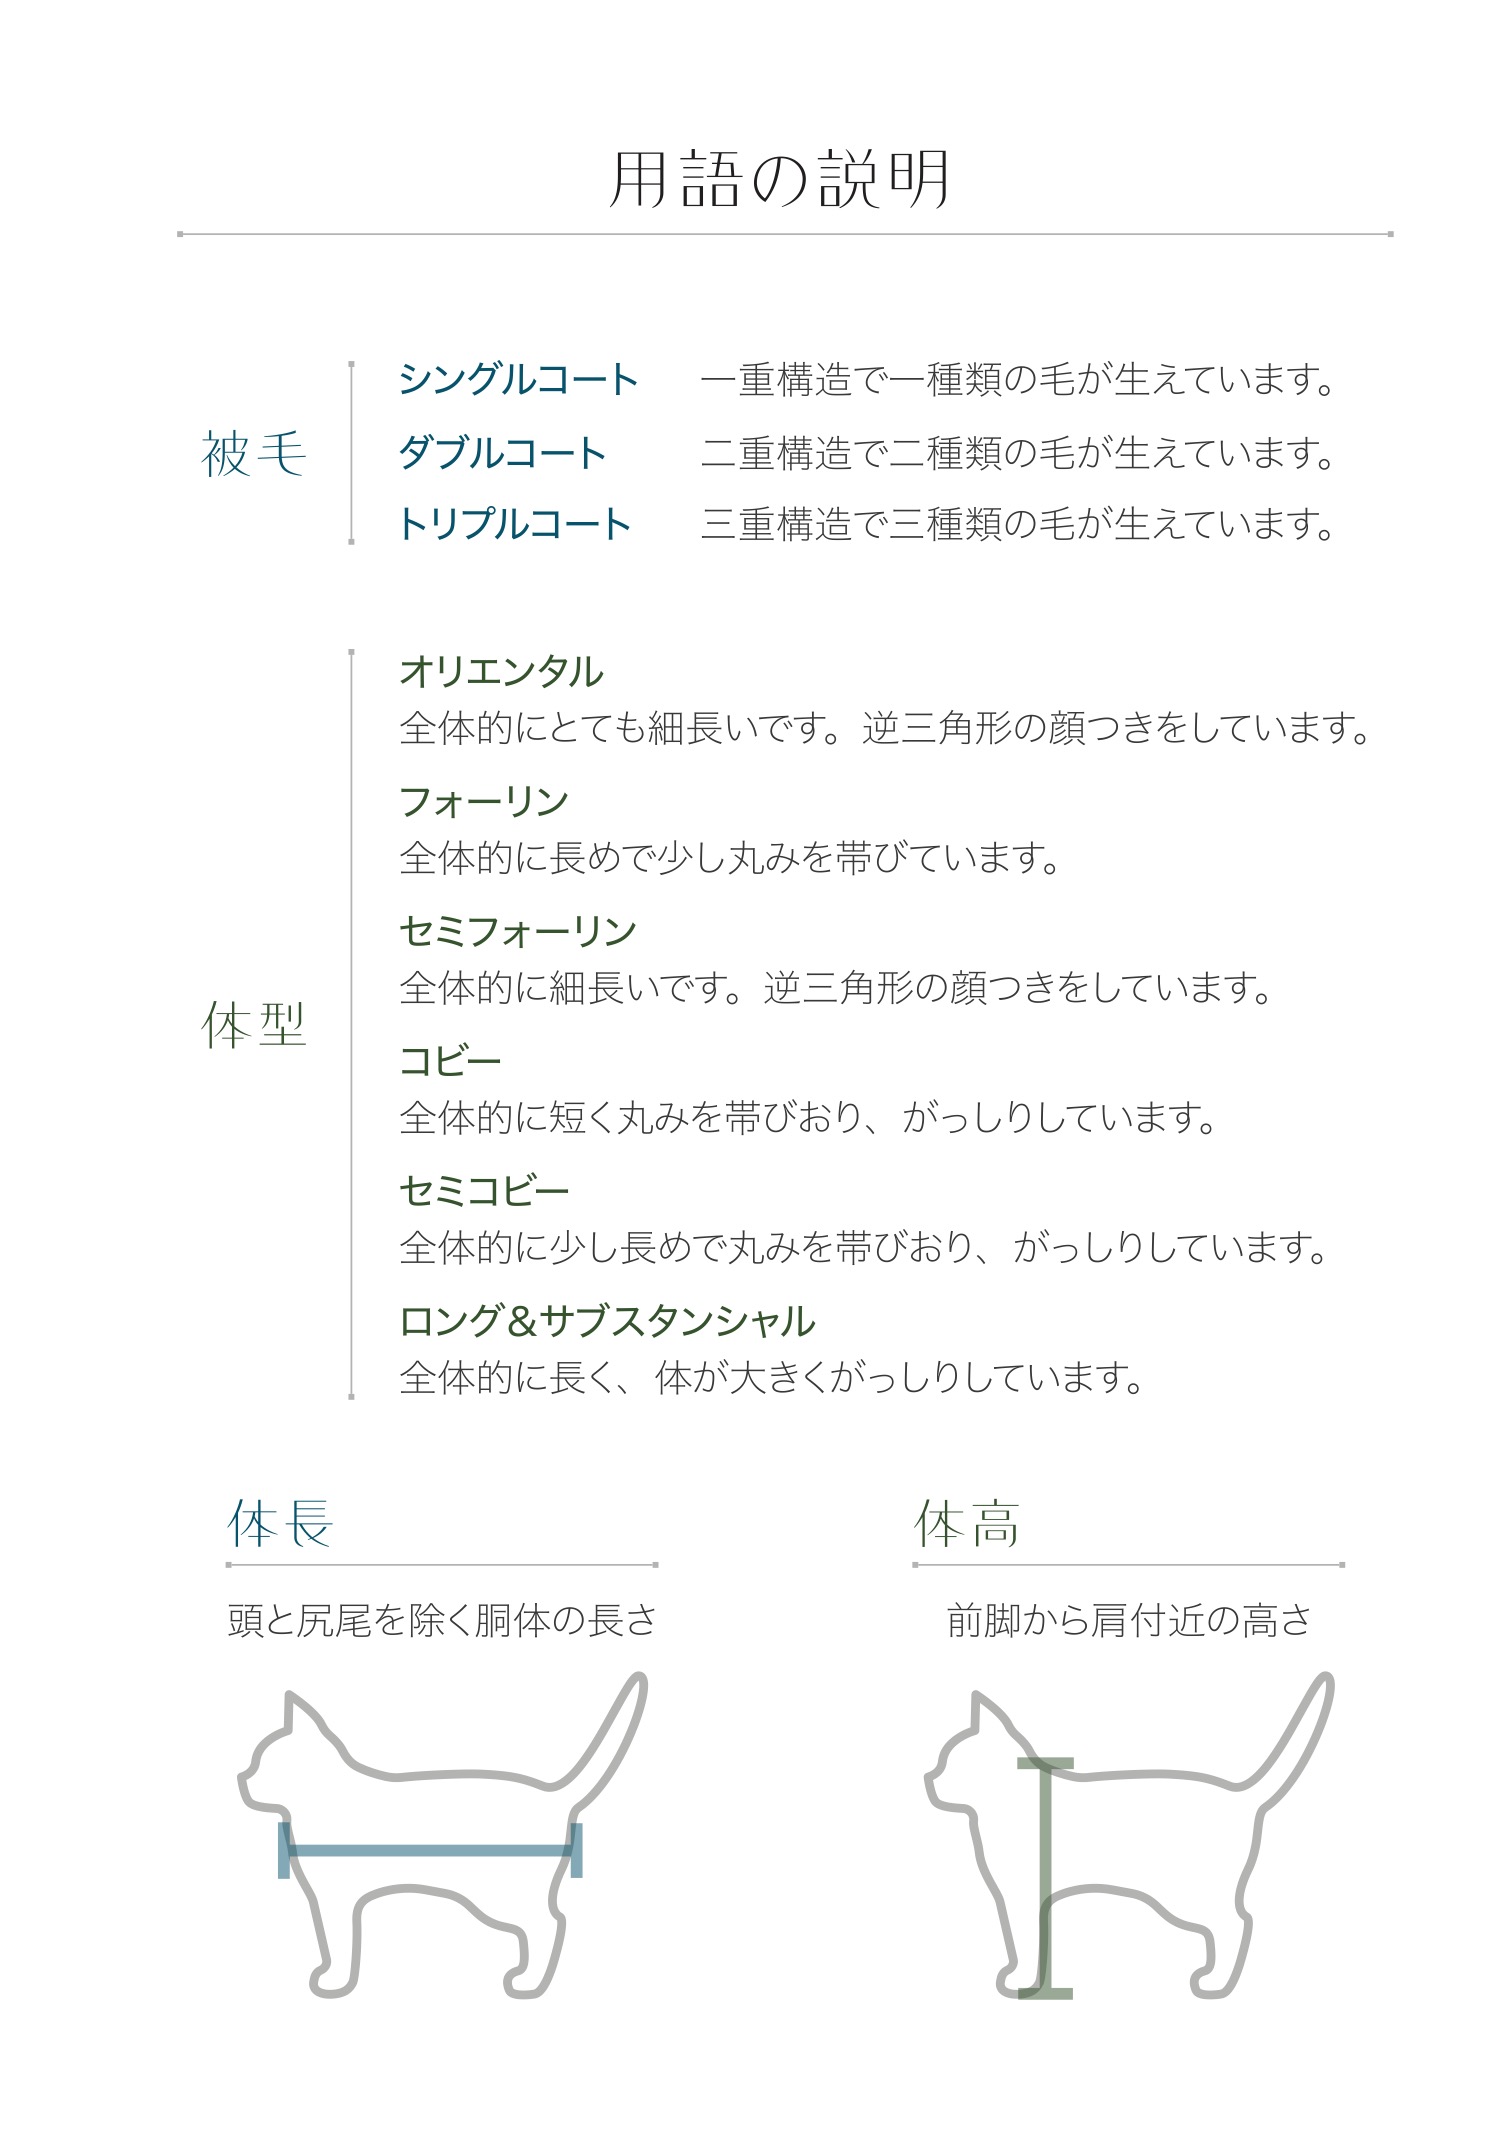 用語の説明
被毛
シングルコート 一重構造で一種類の毛が生えています。
ダブルコート 二重構造で二種類の毛が生えています。
トリプルコート 三重構造で三種類の毛が生えています。
体型
オリエンタル
全体的にとても細長いです。逆三角形の顔つきをしています。
フォーリン
全体的に長めで少し丸みを帯びています。
セミフォーリン
全体的に細長いです。逆三角形の顔つきをしています。
コビー
全体的に短く丸みを帯びおり、がっしりしています。
セミコビー
全体的に少し長めで丸みを帯びおり、がっしりしています。
ロング&サブスタンシャル
全体的に長く、体が大きくがっしりしています。
体長
頭と尻尾を除く胴体の長さ
体高
前脚から肩付近の高さ